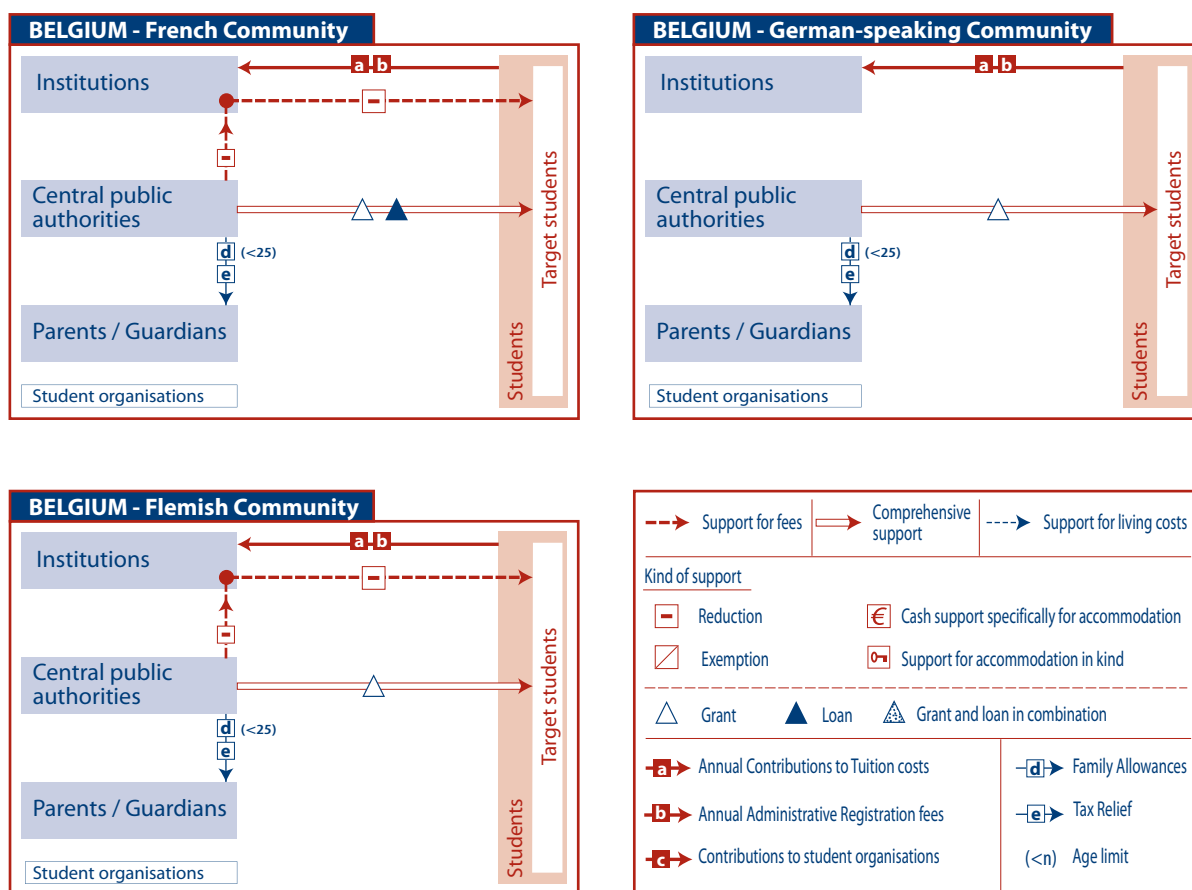 BELGIUM - French Community
a b
Institutions
Central public
authorities
d (<25)
e
Parents / Guardians
Student organisations
Students
Target students
BELGIUM - German-speaking Community
a b
Institutions
Central public
authorities
d (<25)
e
Parents / Guardians
Student organisations
Students
Target students
BELGIUM - Flemish Community
a b
Institutions
Central public
authorities
d (<25)
e
Parents / Guardians
Student organisations
Students
Target students
Support for fees
Comprehensive
support
Support for living costs
Kind of support
Reduction
€ Cash support specifically for accommodation
Exemption
Support for accommodation in kind
Grant
Loan
Grant and loan in combination
a Annual Contributions to Tuition costs
d Family Allowances
b Annual Administrative Registration fees
e Tax Relief
c Contributions to student organisations
(<n) Age limit